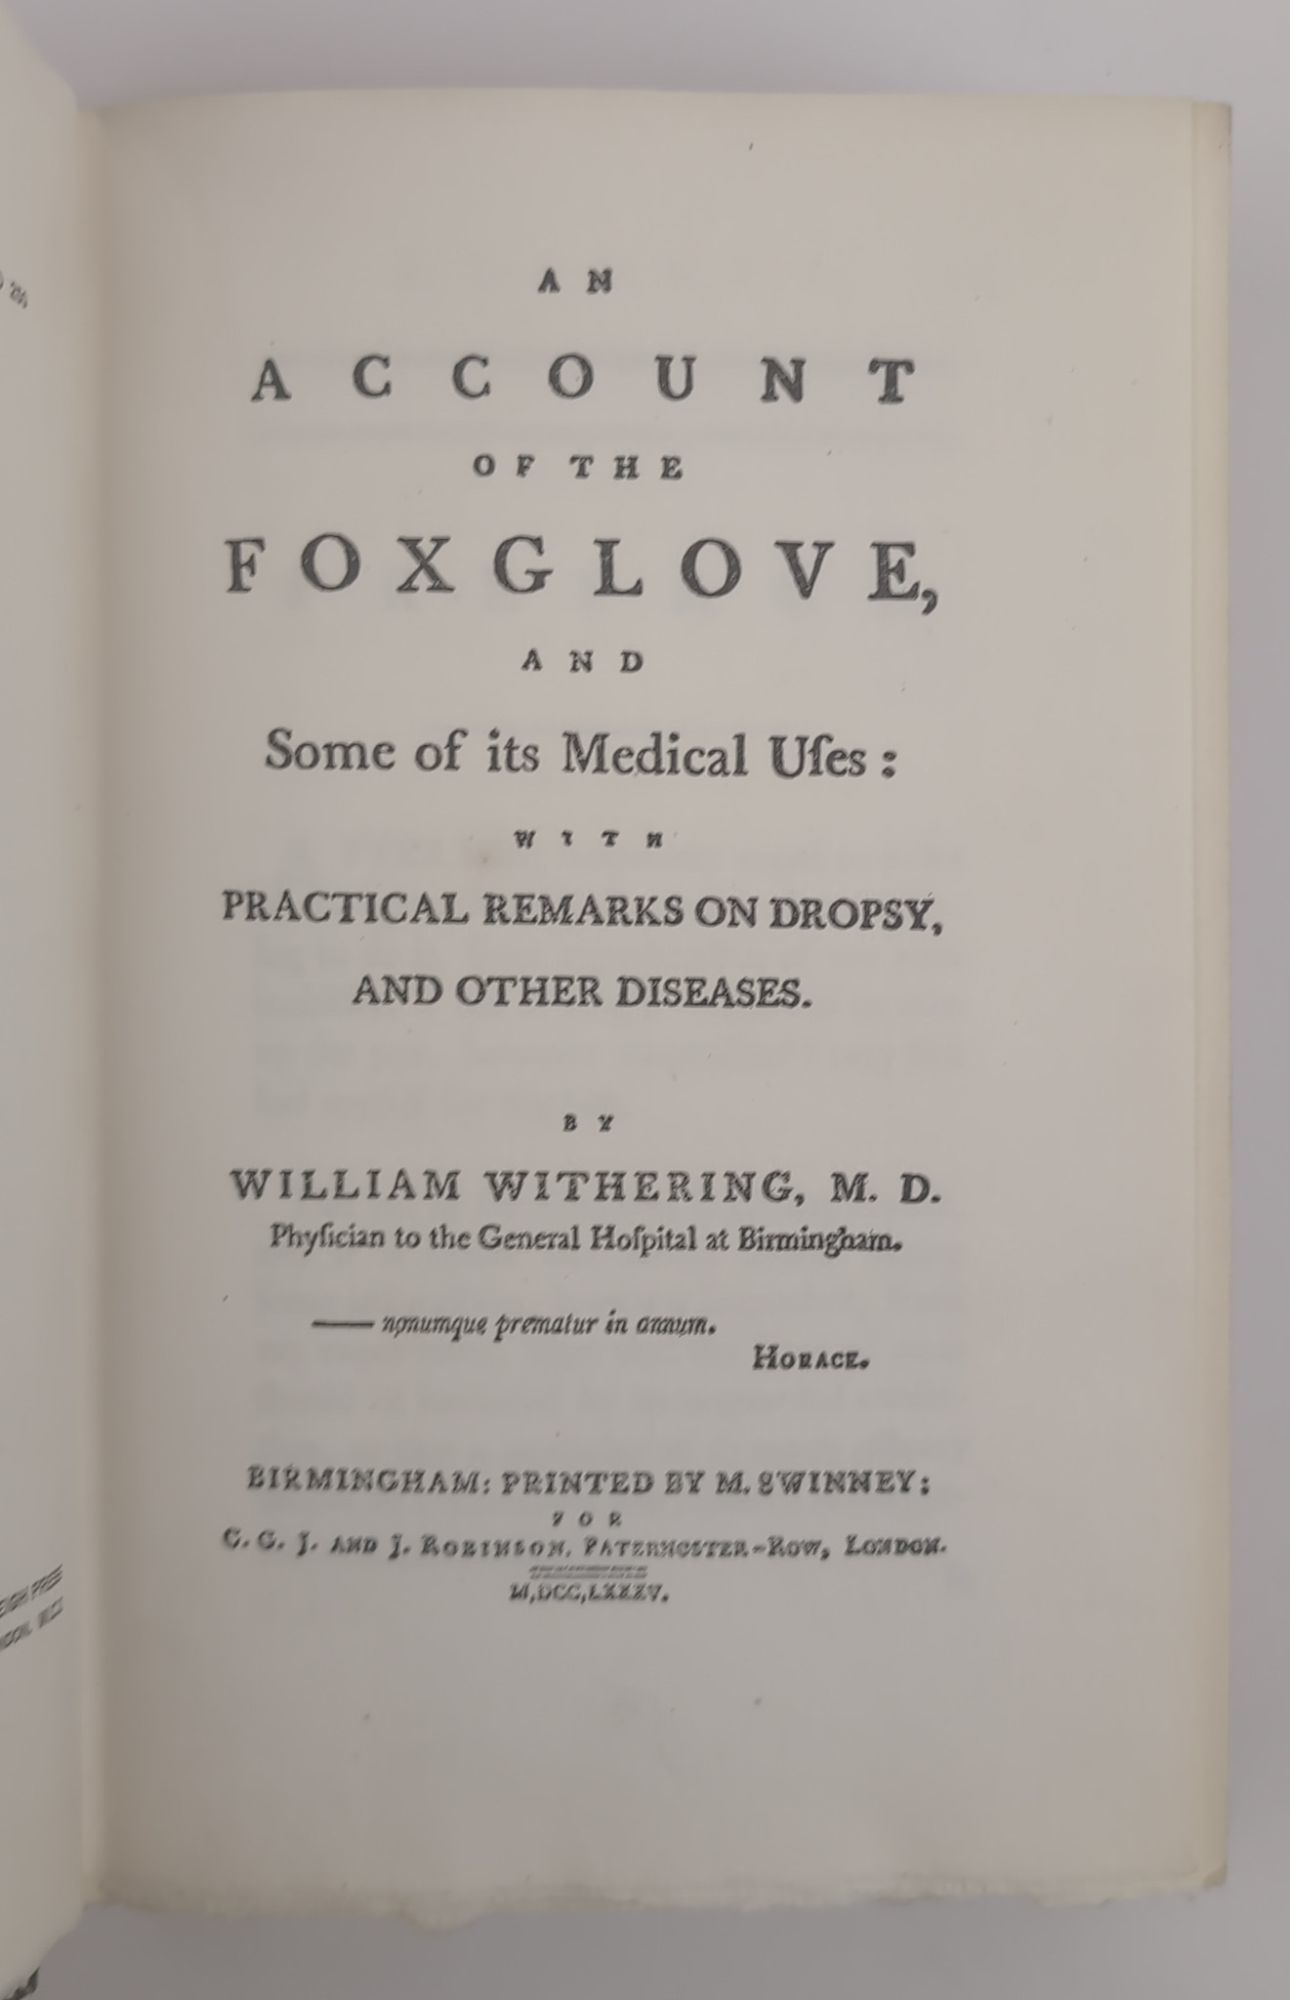 AN
ACCOUNT
OF THE
FOXGLOVE,
AND
Some of its Medical Uſes :
WITH
PRACTICAL REMARKS ON DROPSY,
AND OTHER DISEASES.
BY
WILLIAM WITHERING, M. D.
Phyſician to the General Hoſpital at Birmingham.
—— nonumque prematur in annum.
HORACE.
BIRMINGHAM: PRINTED BY M. SWINNEY;
FOR
G. G. J. AND J. ROBINSON, PATERNOSTER-ROW, LONDON.
M,DCC,LXXXV.